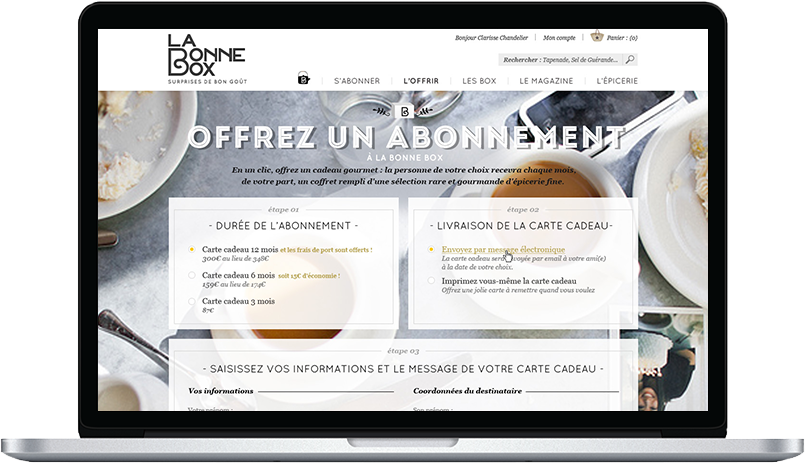 LA
BONNE
BOX
SURPRISES DE BON GOÛT
Bonjour Clarisse Chandelier | Mon compte | Panier : (0)
Rechercher : Tapenade, Sel de Guérande...
B S'ABONNER | L'OFFRIR | LES BOX | LE MAGAZINE | L'ÉPICERIE
B
OFFREZ UN ABONNEMENT
À LA BONNE BOX
En un clic, offrez un cadeau gourmet : la personne de votre choix recevra chaque mois,
de votre part, un coffret rempli d'une sélection rare et gourmande d'épicerie fine.
étape 01
- DURÉE DE L'ABONNEMENT -
Carte cadeau 12 mois et les frais de port sont offerts !
300€ au lieu de 348€
Carte cadeau 6 mois soit 15€ d'économie !
159€ au lieu de 174€
Carte cadeau 3 mois
87€
étape 02
- LIVRAISON DE LA CARTE CADEAU-
Envoyez par message électronique
La carte cadeau sera envoyée par email à votre ami(e)
à la date de votre choix.
Imprimez vous-même la carte cadeau
Offrez une jolie carte à remettre quand vous voulez
étape 03
- SAISISSEZ VOS INFORMATIONS ET LE MESSAGE DE VOTRE CARTE CADEAU -
Vos informations
Coordonnées du destinataire
Votre prénom :
Son prénom :